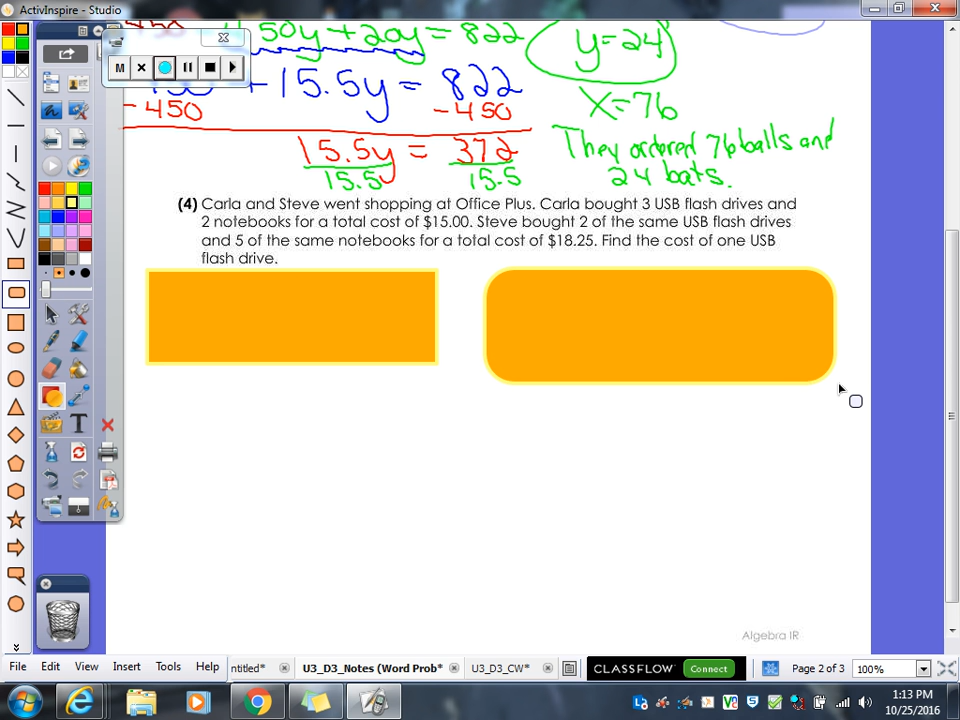 ActivInspire - Studio
50y + 20y = 822
y = 24
+ 15.5y = 822
x = 76
- 450 - 450
They ordered 76 balls and
24 bats.
15.5y = 372
15.5 15.5
(4) Carla and Steve went shopping at Office Plus. Carla bought 3 USB flash drives and
2 notebooks for a total cost of $15.00. Steve bought 2 of the same USB flash drives
and 5 of the same notebooks for a total cost of $18.25. Find the cost of one USB
flash drive.
Algebra IR
File Edit View Insert Tools Help ntitled* U3_D3_Notes (Word Prob* U3_D3_CW* CLASSFLOW Connect Page 2 of 3 100%
1:13 PM
10/25/2016